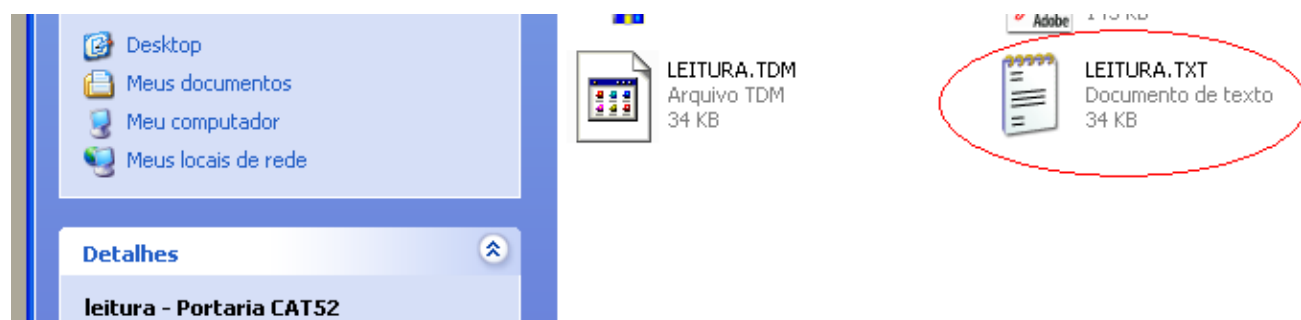 Desktop
Meus documentos
Meu computador
Meus locais de rede
Detalhes
leitura - Portaria CAT52
LEITURA.TDM
Arquivo TDM
34 KB
Adobe
LEITURA.TXT
Documento de texto
34 KB